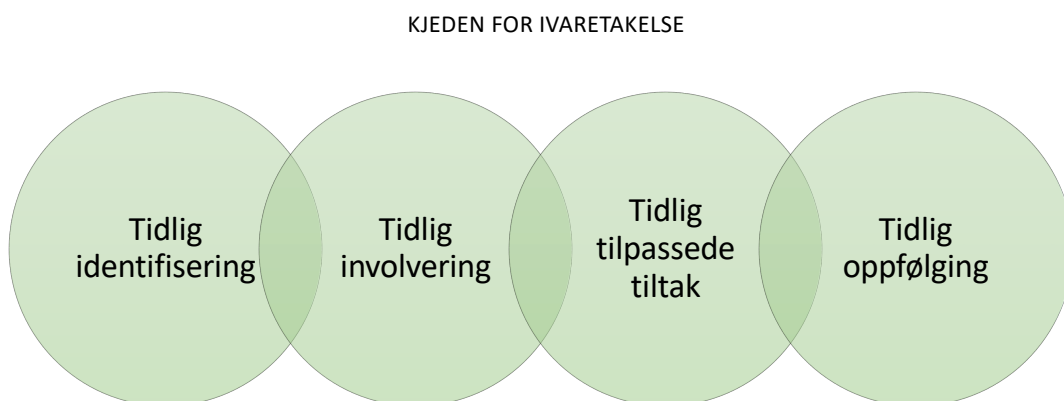 KJEDEN FOR IVARETAKELSE
Tidlig
identifisering
Tidlig
involvering
Tidlig
tilpassede
tiltak
Tidlig
oppfølging